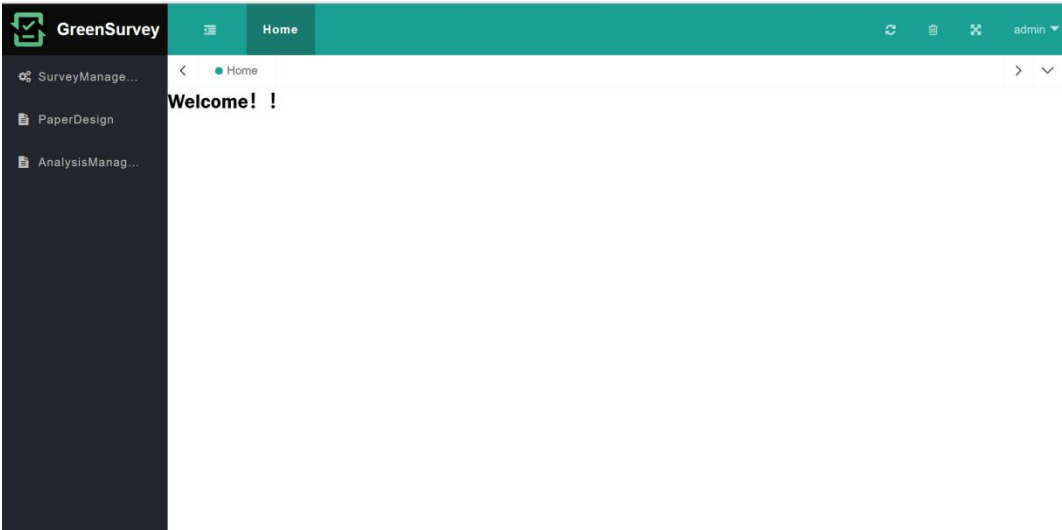 GreenSurvey
Home
admin
SurveyManage...
PaperDesign
AnalysisManag...
Home
Welcome！！